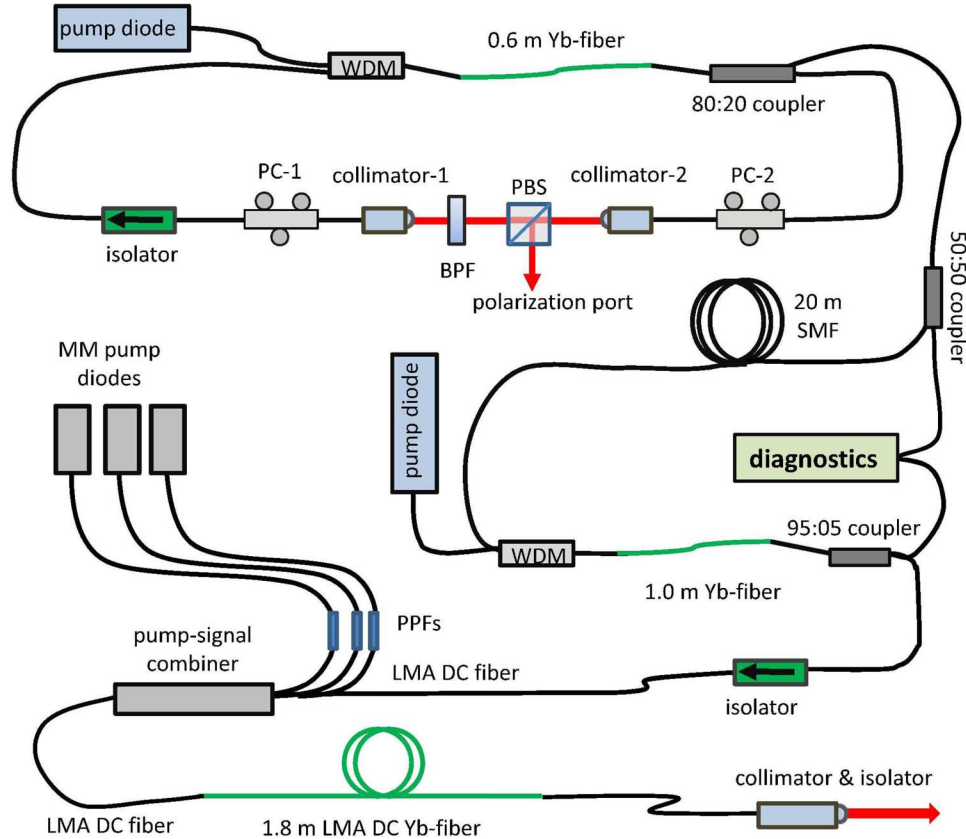 pump diode
0.6 m Yb-fiber
WDM
80:20 coupler
PC-1
collimator-1
PBS
collimator-2
PC-2
isolator
BPF
polarization port
50:50 coupler
20 m
SMF
MM pump
diodes
pump diode
diagnostics
95:05 coupler
WDM
1.0 m Yb-fiber
PPFs
pump-signal
combiner
LMA DC fiber
isolator
collimator & isolator
LMA DC fiber
1.8 m LMA DC Yb-fiber